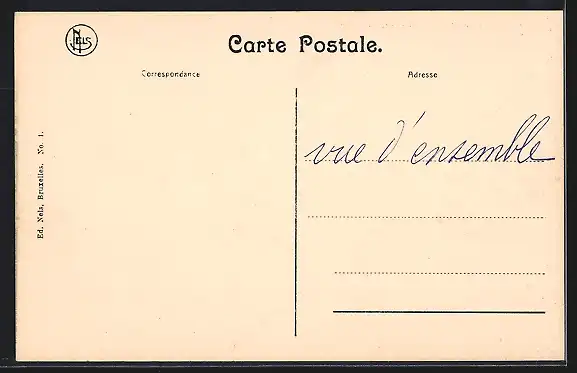 NELS
Carte Postale.
Correspondance
Adresse
vue d'ensemble
Ed. Nels, Bruxelles. No. 1.